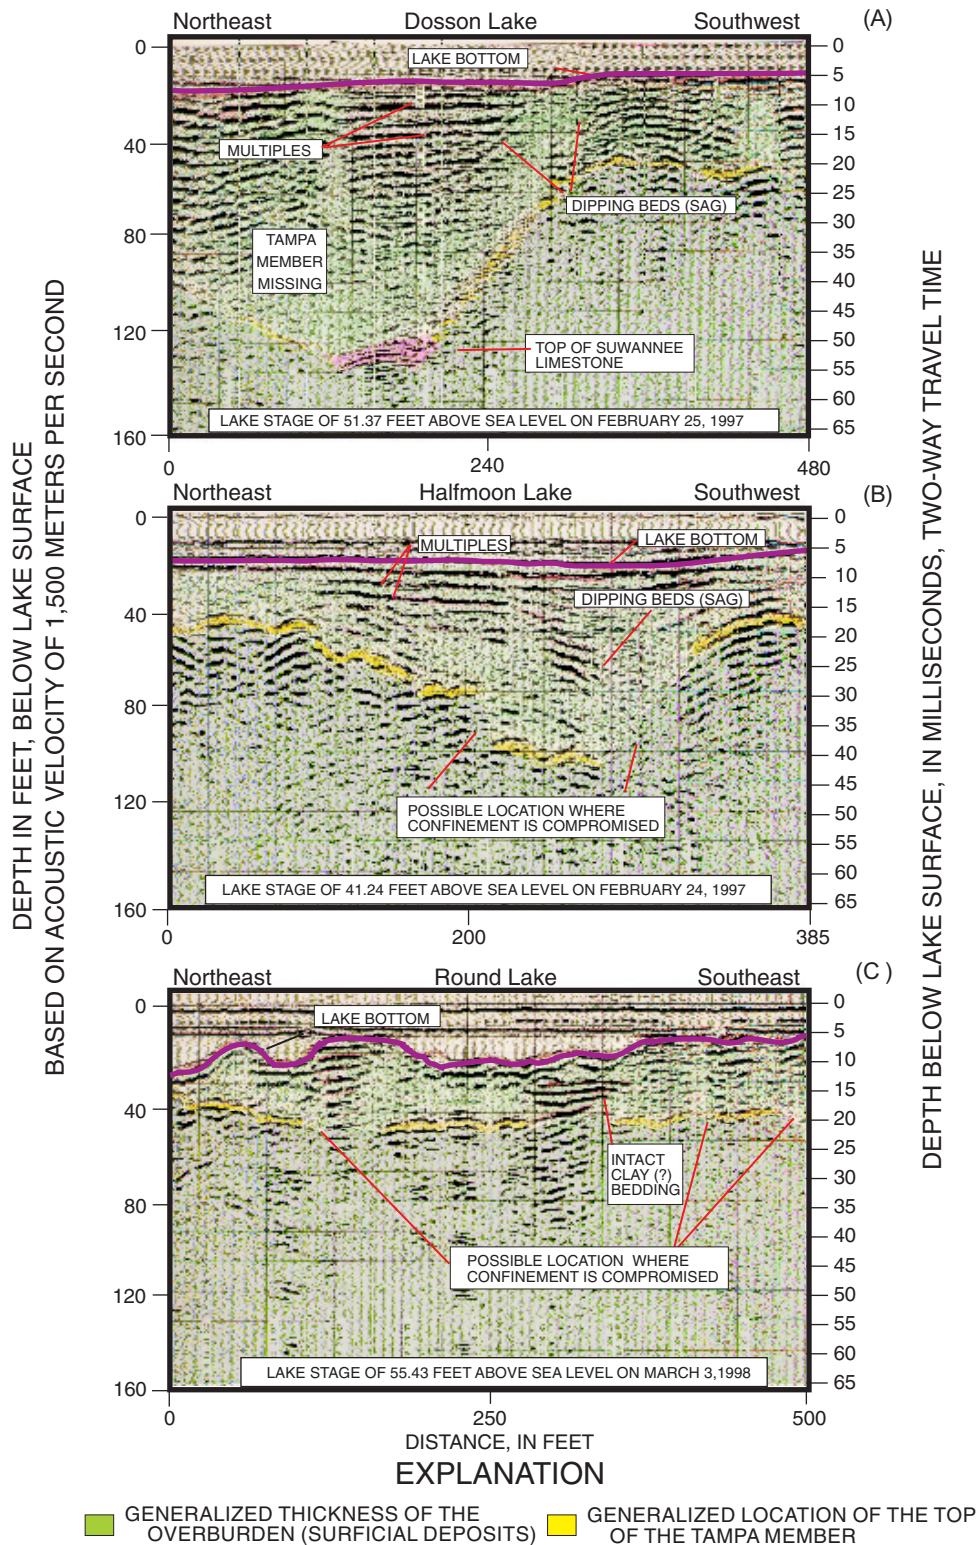 Northeast Dosson Lake Southwest (A)
0 0
LAKE BOTTOM
5
10
15
40
MULTIPLES
20
25
DIPPING BEDS (SAG)
30
80
TAMPA
MEMBER
MISSING
35
40
45
120
50
TOP OF SUWANNEE
LIMESTONE
55
60
LAKE STAGE OF 51.37 FEET ABOVE SEA LEVEL ON FEBRUARY 25, 1997
65
160
0 240 480
Northeast Halfmoon Lake Southwest (B)
0 0
MULTIPLES
LAKE BOTTOM
5
10
DIPPING BEDS (SAG)
15
40
20
25
30
80
35
40
45
120
POSSIBLE LOCATION WHERE
CONFINEMENT IS COMPROMISED
50
55
60
LAKE STAGE OF 41.24 FEET ABOVE SEA LEVEL ON FEBRUARY 24, 1997
65
160
0 200 385
Northeast Round Lake Southeast (C )
0 0
LAKE BOTTOM
5
10
15
40
20
25
INTACT
CLAY (?)
BEDDING
30
80
35
40
45
POSSIBLE LOCATION WHERE
CONFINEMENT IS COMPROMISED
120
50
55
60
LAKE STAGE OF 55.43 FEET ABOVE SEA LEVEL ON MARCH 3,1998
65
160
0 250 500
DISTANCE, IN FEET
DEPTH IN FEET, BELOW LAKE SURFACE
BASED ON ACOUSTIC VELOCITY OF 1,500 METERS PER SECOND
DEPTH BELOW LAKE SURFACE, IN MILLISECONDS, TWO-WAY TRAVEL TIME
EXPLANATION
GENERALIZED THICKNESS OF THE
OVERBURDEN (SURFICIAL DEPOSITS)
GENERALIZED LOCATION OF THE TOP
OF THE TAMPA MEMBER